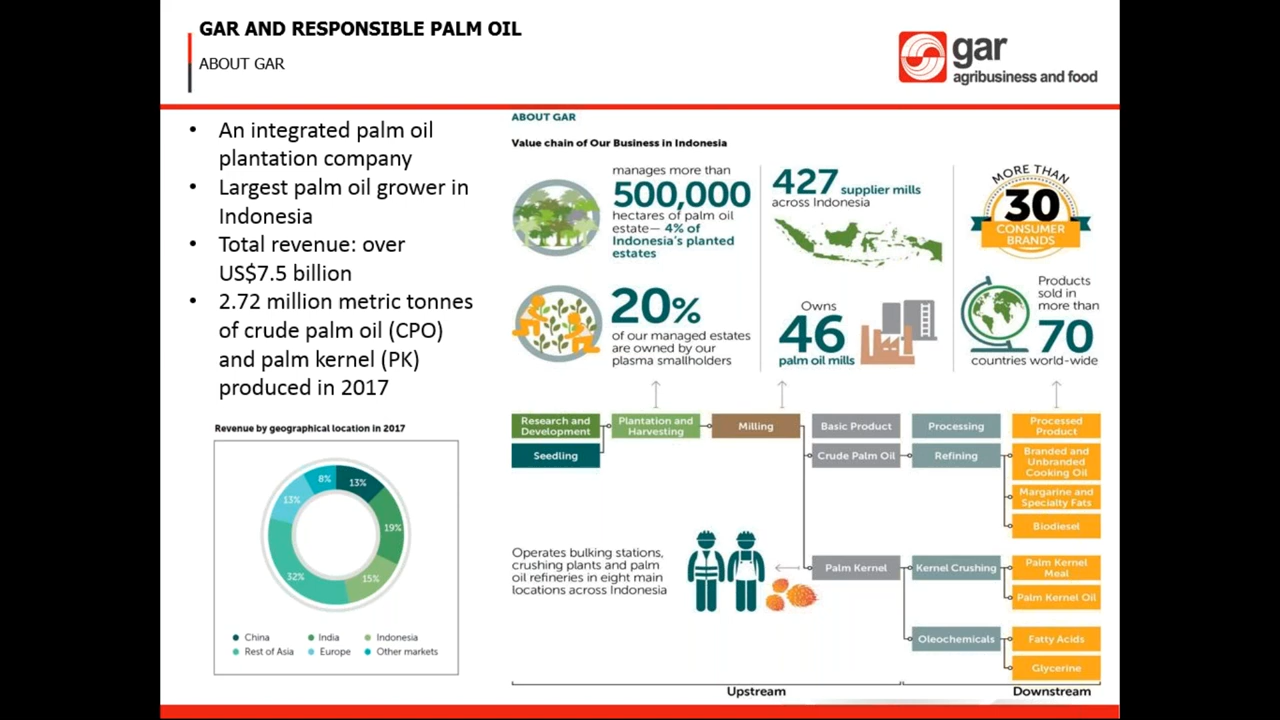 GAR AND RESPONSIBLE PALM OIL
ABOUT GAR
gar
agribusiness and food
• An integrated palm oil
plantation company
• Largest palm oil grower in
Indonesia
• Total revenue: over
US$7.5 billion
• 2.72 million metric tonnes
of crude palm oil (CPO)
and palm kernel (PK)
produced in 2017
Revenue by geographical location in 2017
8%
13%
13%
19%
32%
15%
China
India
Indonesia
Rest of Asia
Europe
Other markets
ABOUT GAR
Value chain of Our Business in Indonesia
manages more than
500,000
hectares of palm oil
estate— 4% of
Indonesia's planted
estates
20%
of our managed estates
are owned by our
plasma smallholders
427 supplier mills
across Indonesia
Owns
46
palm oil mills
MORE THAN
30
CONSUMER
BRANDS
Products
sold in
more than
70
countries world-wide
Research and
Development
Seedling
Plantation and
Harvesting
Milling
Basic Product
Crude Palm Oil
Palm Kernel
Processing
Refining
Kernel Crushing
Oleochemicals
Processed
Product
Branded and
Unbranded
Cooking Oil
Margarine and
Specialty Fats
Biodiesel
Palm Kernel
Meal
Palm Kernel Oil
Fatty Acids
Glycerine
Operates bulking stations,
crushing plants and palm
oil refineries in eight main
locations across Indonesia
Upstream
Downstream